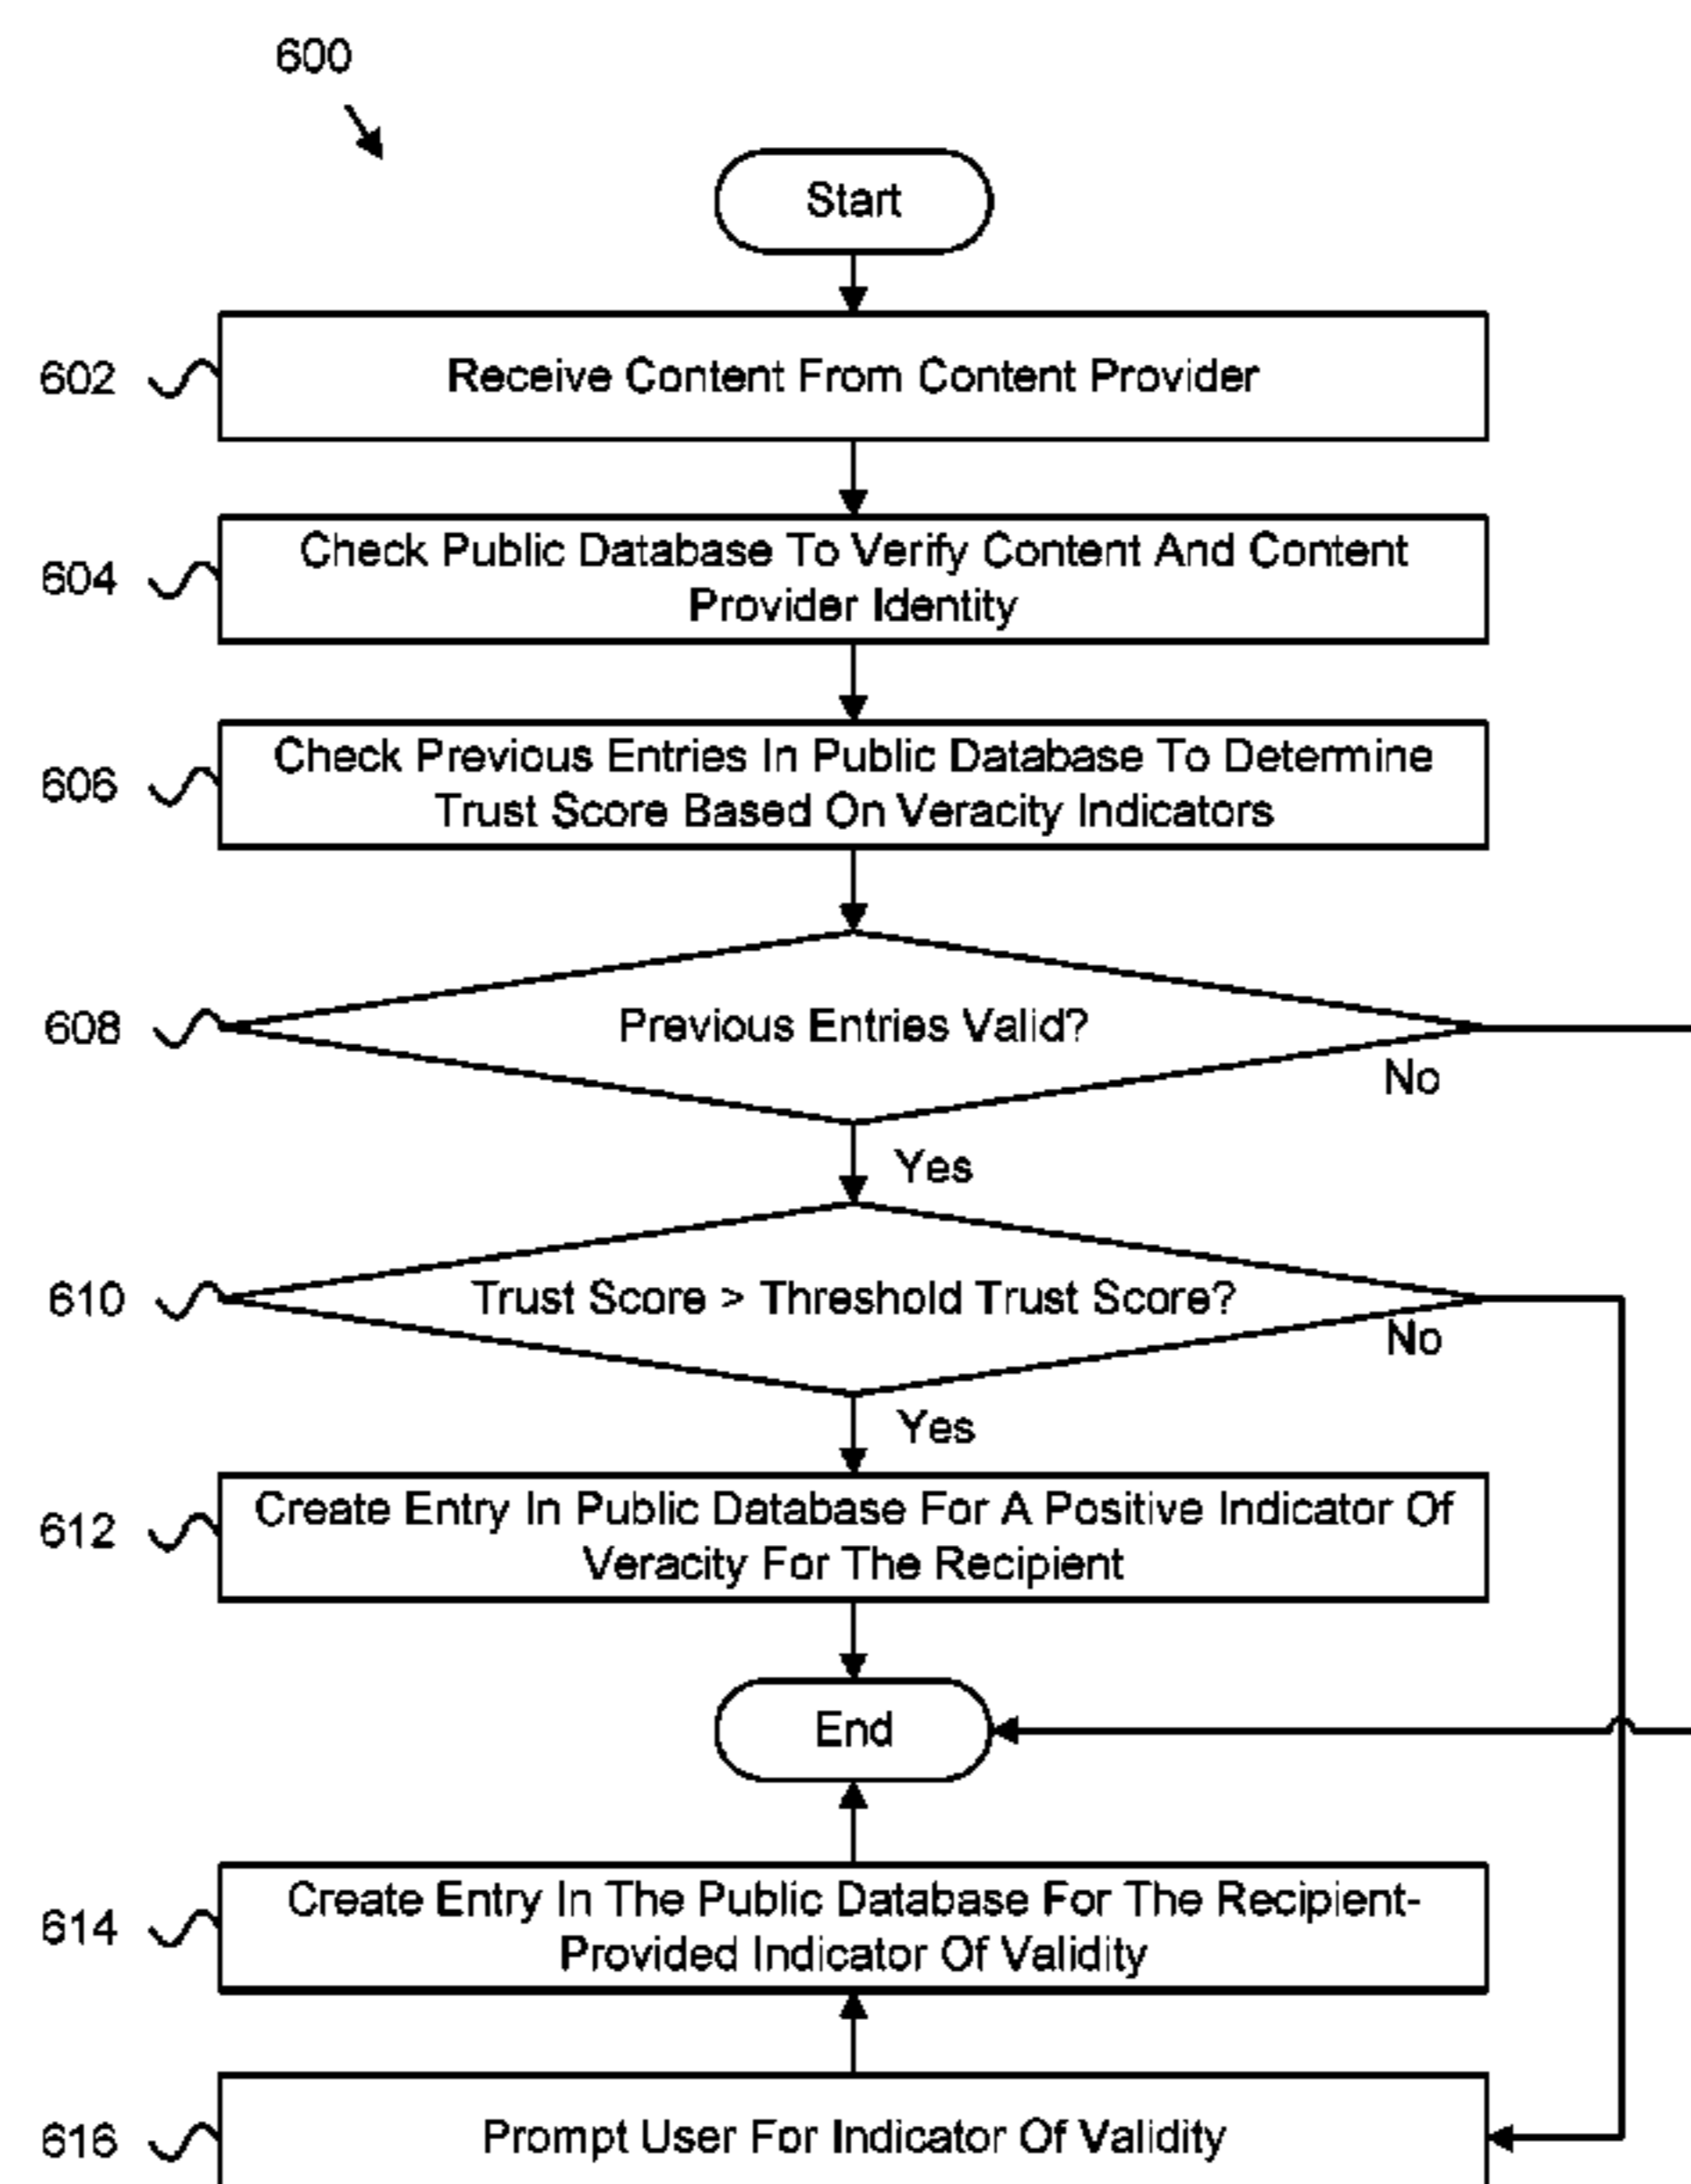 600
Start
602
Receive Content From Content Provider
604
Check Public Database To Verify Content And Content
Provider Identity
606
Check Previous Entries In Public Database To Determine
Trust Score Based On Veracity Indicators
608
Previous Entries Valid?
No
Yes
610
Trust Score > Threshold Trust Score?
No
Yes
612
Create Entry In Public Database For A Positive Indicator Of
Veracity For The Recipient
End
614
Create Entry In The Public Database For The Recipient-
Provided Indicator Of Validity
616
Prompt User For Indicator Of Validity